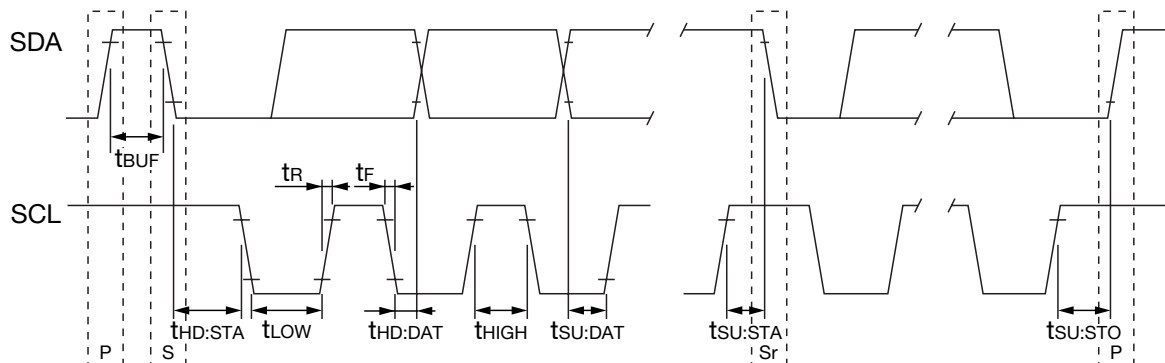 SDA
tBUF
tR
tF
SCL
tHD:STA
tLOW
tHD:DAT
tHIGH
tSU:DAT
tSU:STA
tSU:STO
P
S
Sr
P